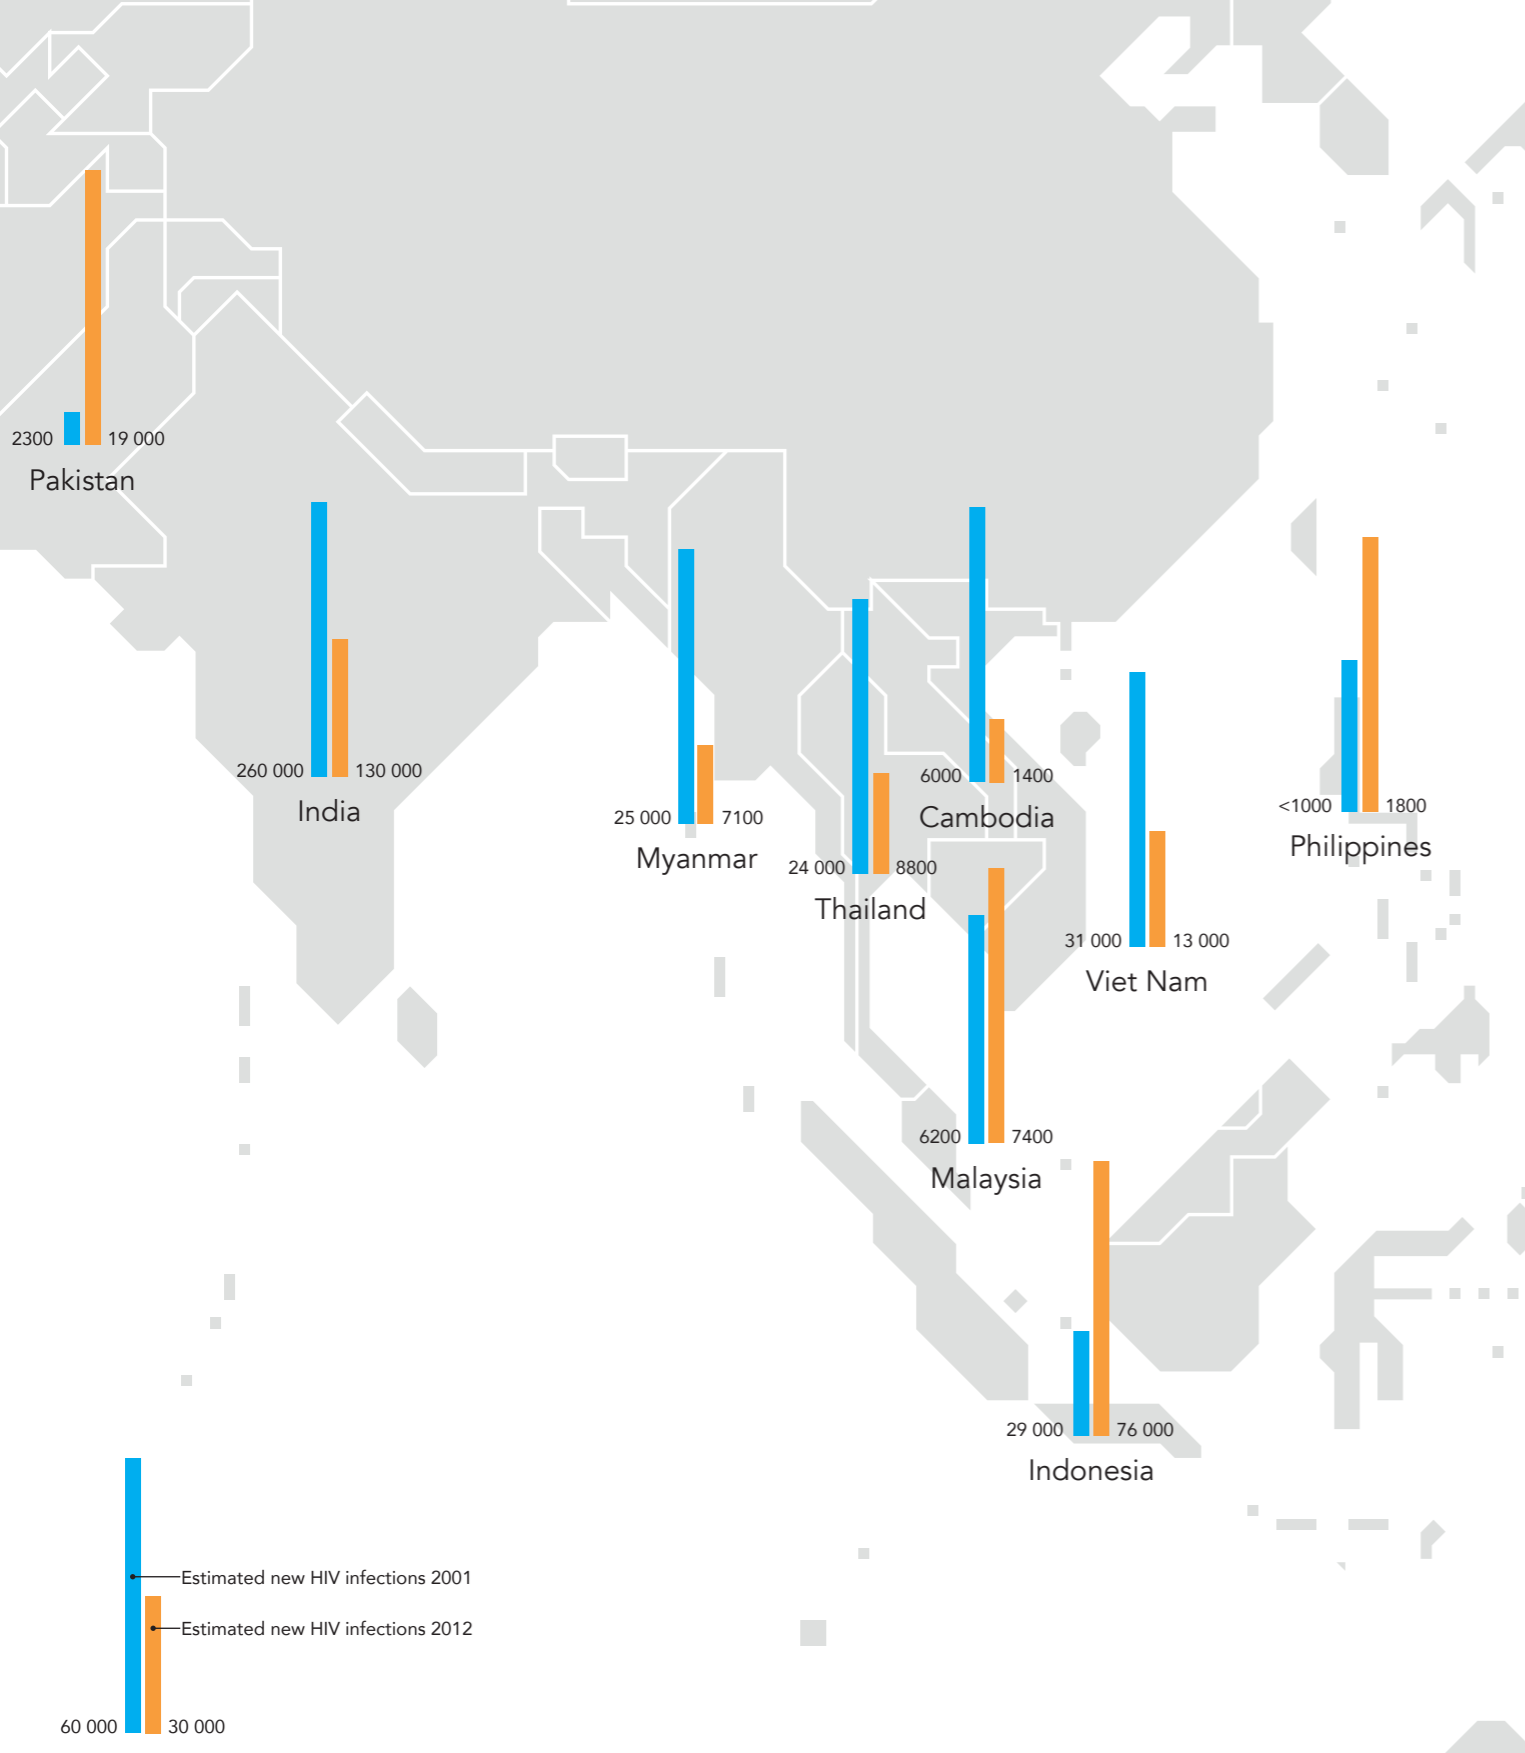 2300 19 000
Pakistan
260 000 130 000
India
25 000 7100
Myanmar
24 000 8800
Thailand
6000 1400
Cambodia
<1000 1800
Philippines
31 000 13 000
Viet Nam
6200 7400
Malaysia
29 000 76 000
Indonesia
Estimated new HIV infections 2001
Estimated new HIV infections 2012
60 000 30 000